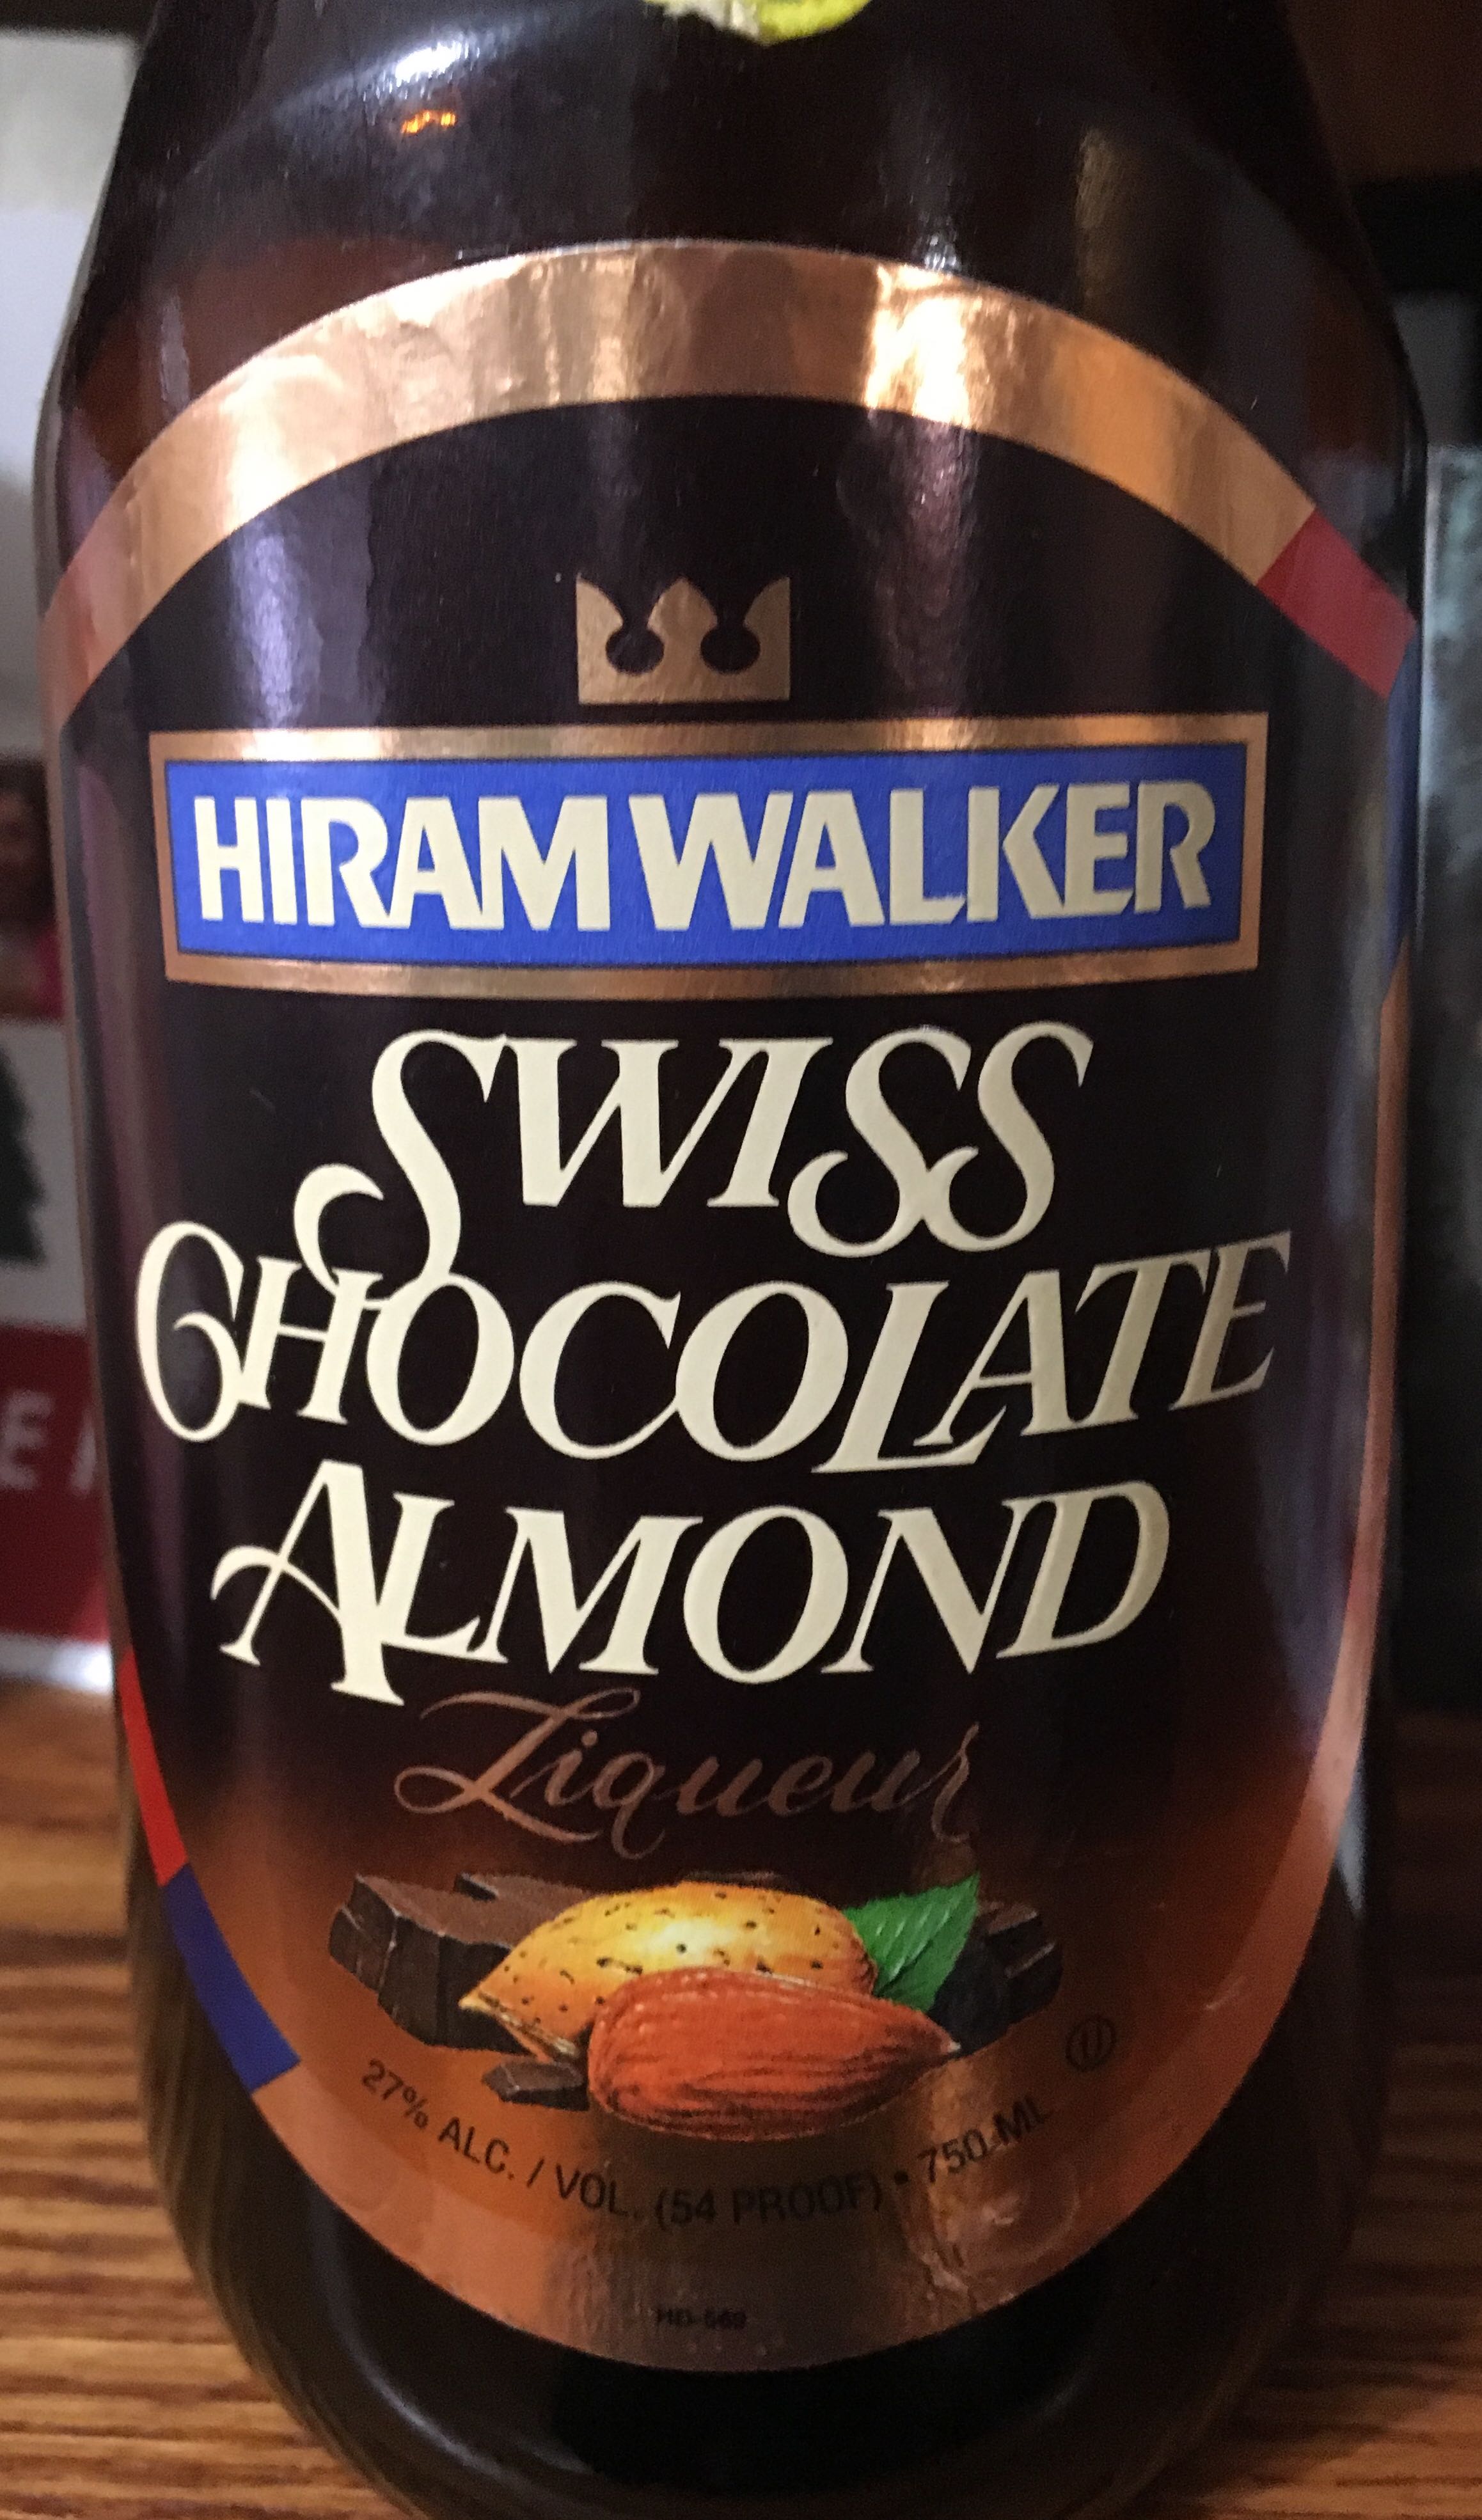 HIRAM WALKER
SWISS
CHOCOLATE
ALMOND
Liqueur
U
27% ALC. / VOL. (54 PROOF) • 750 ML